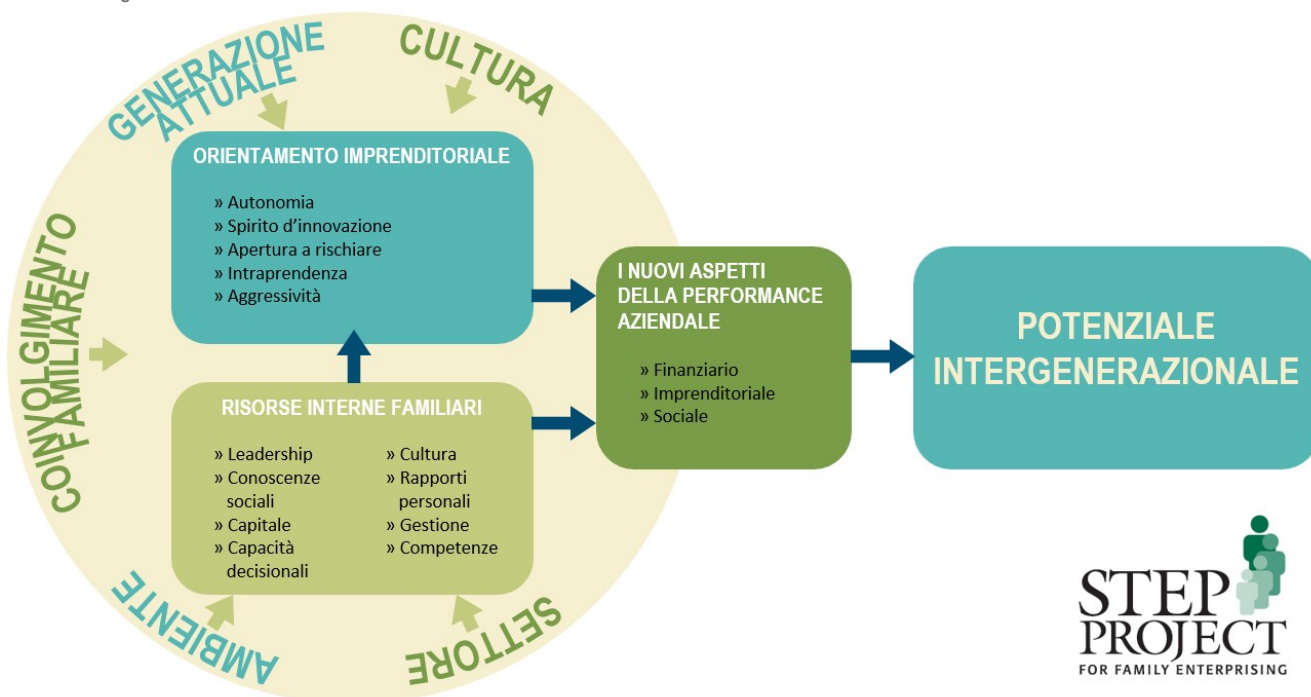 GENERAZIONE
ATTUALE
CULTURA
COINVOLGIMENTO
FAMILIARE
ORIENTAMENTO IMPRENDITORIALE
» Autonomia
» Spirito d’innovazione
» Apertura a rischiare
» Intraprendenza
» Aggressività
RISORSE INTERNE FAMILIARI
» Leadership
» Conoscenze
sociali
» Capitale
» Capacità
decisionali
» Cultura
» Rapporti
personali
» Gestione
» Competenze
I NUOVI ASPETTI
DELLA PERFORMANCE
AZIENDALE
» Finanziario
» Imprenditoriale
» Sociale
POTENZIALE
INTERGENERAZIONALE
AMBIENTE
SETTORE
STEP
PROJECT
FOR FAMILY ENTERPRISING